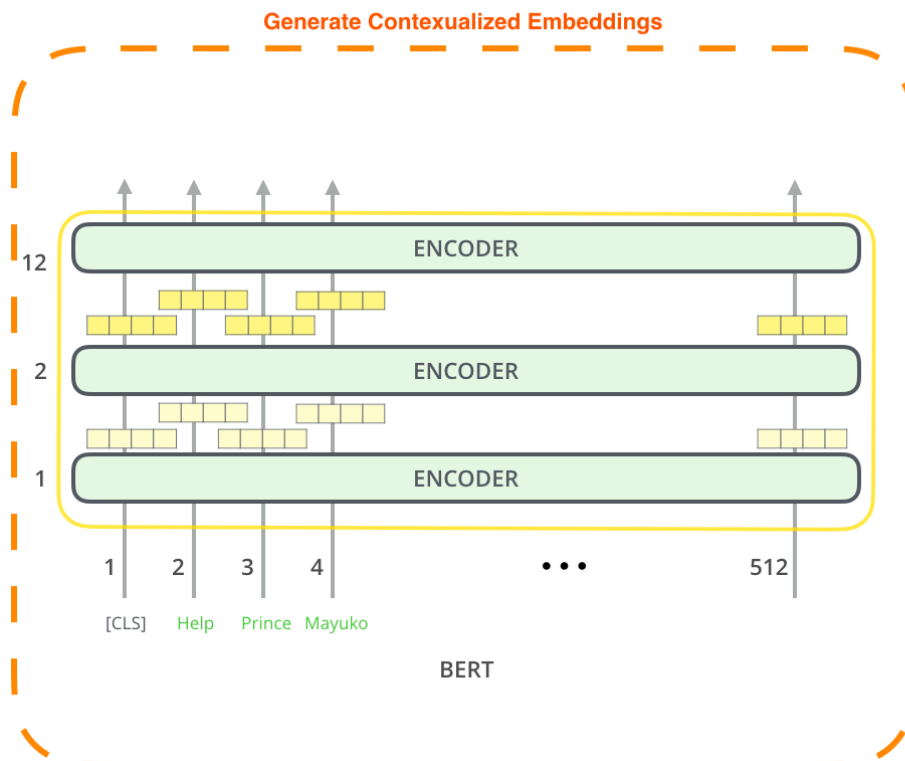 Generate Contexualized Embeddings
12 ENCODER
2 ENCODER
1 ENCODER
1 2 3 4 ••• 512
[CLS] Help Prince Mayuko
BERT